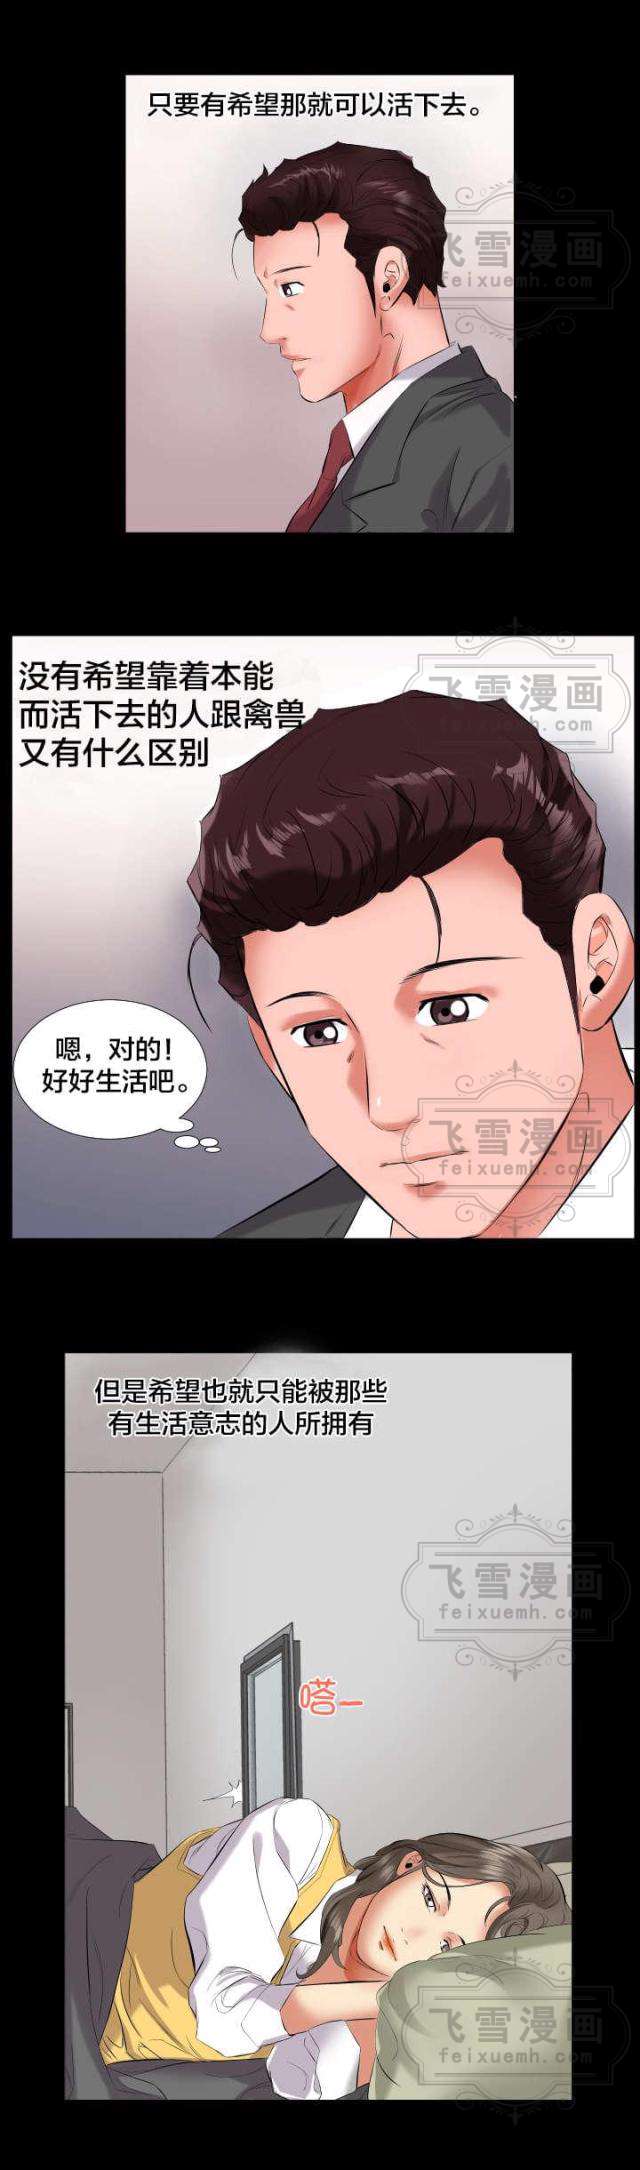 只要有希望那就可以活下去。
飞雪漫画
feixuemh.com
没有希望靠着本能
而活下去的人跟禽兽
又有什么区别
飞雪漫画
feixuemh.com
嗯，对的！
好好生活吧。
飞雪漫画
feixuemh.com
但是希望也就只能被那些
有生活意志的人所拥有
飞雪漫画
feixuemh.com
嗒一
飞雪漫画
feixuemh.com